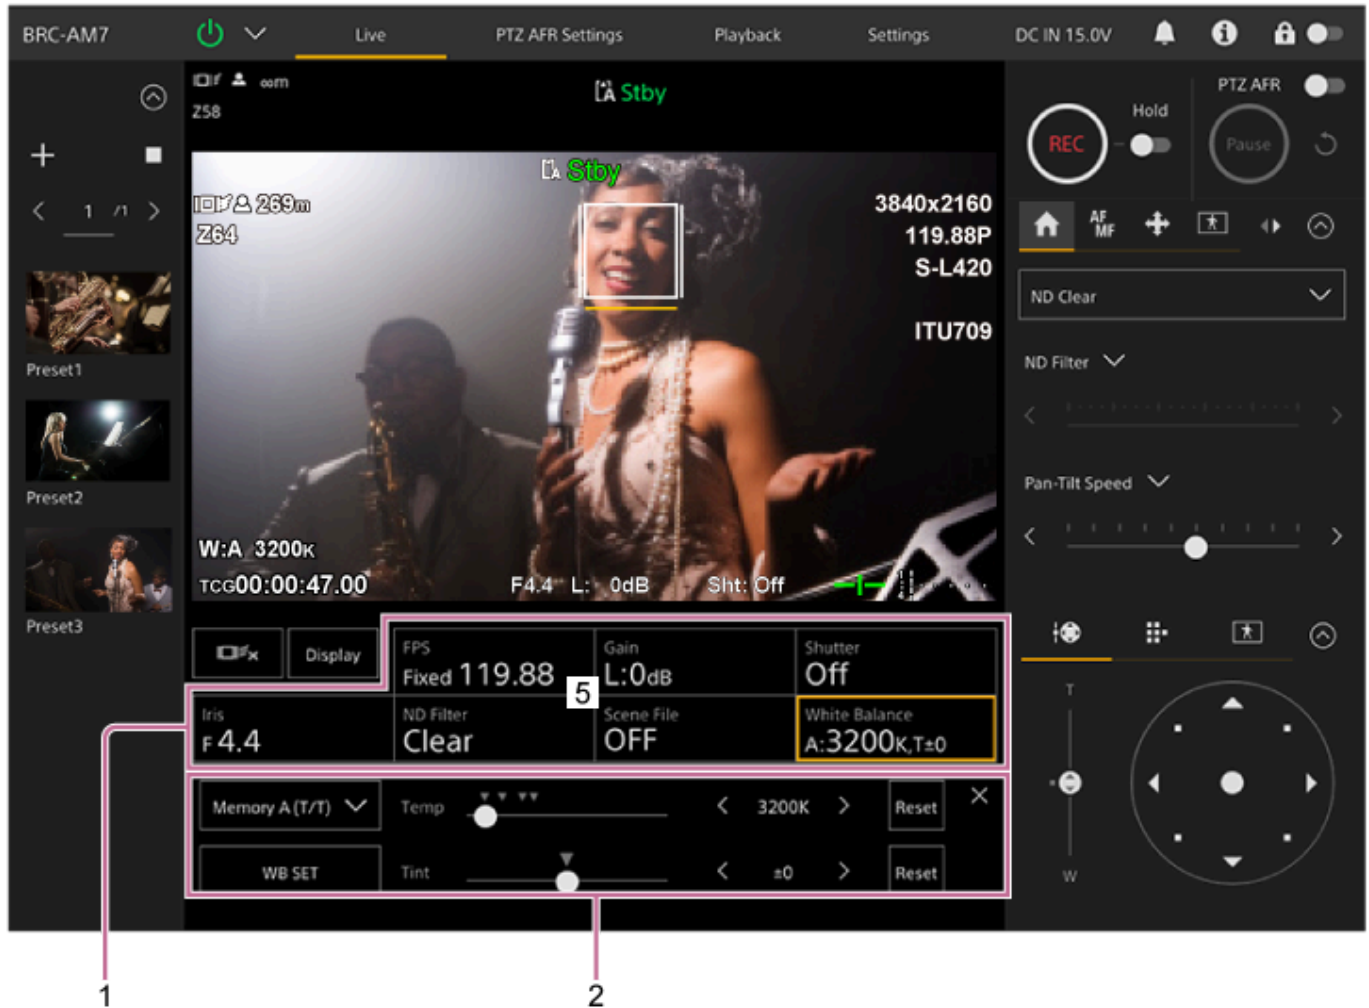 BRC-AM7
Live
PTZ AFR Settings
Playback
Settings
DC IN 15.0V
∞m
Z58
Stby
PTZ AFR
Hold
REC
Pause
1 /1
Preset1
Preset2
Preset3
Stby
269m
Z64
3840x2160
119.88P
S-L420
ITU709
W:A 3200K
TCG00:00:47.00
F4.4 L: 0dB
Sht: Off
AF
MF
ND Clear
ND Filter
Pan-Tilt Speed
Display
FPS
Fixed 119.88
Gain
L:0dB
Shutter
Off
5
Iris
F 4.4
ND Filter
Clear
Scene File
OFF
White Balance
A:3200K,T±0
Memory A (T/T)
Temp
3200K
Reset
WB SET
Tint
±0
Reset
T
W
1
2